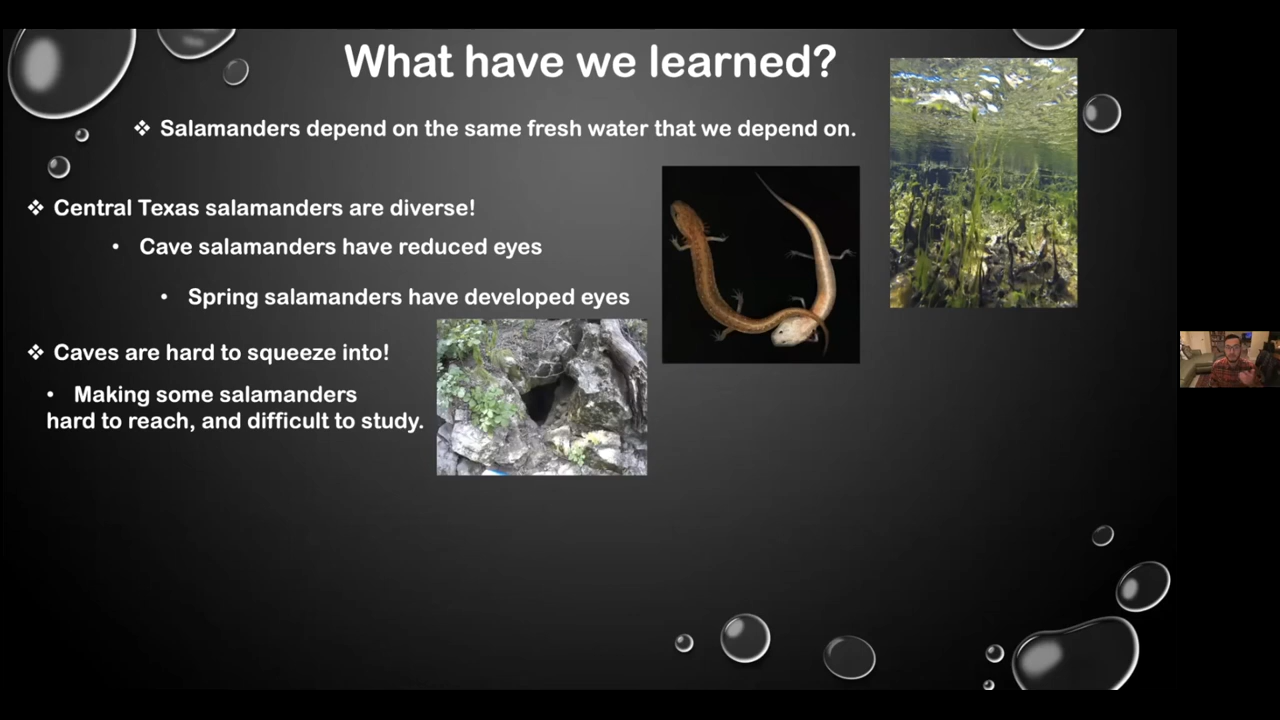 What have we learned?
❖ Salamanders depend on the same fresh water that we depend on.
❖ Central Texas salamanders are diverse!
• Cave salamanders have reduced eyes
• Spring salamanders have developed eyes
❖ Caves are hard to squeeze into!
• Making some salamanders
hard to reach, and difficult to study.